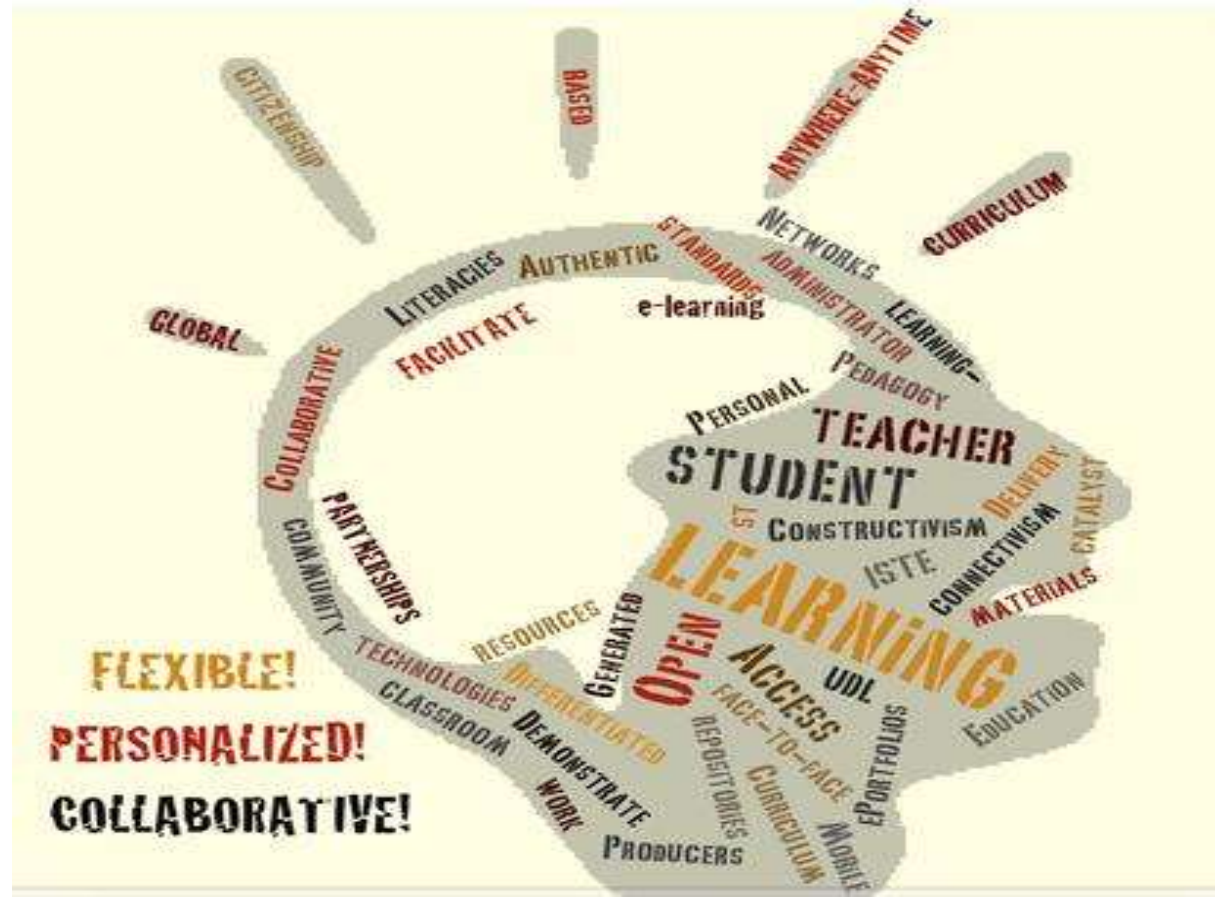 CITIZENSHIP
BASED
ANYWHERE-ANYTIME
CURRICULUM
GLOBAL
LITERACIES
AUTHENTIC
STANDARDS
NETWORKS
ADMINISTRATOR
LEARNING-
FACILITATE
e-learning
COLLABORATIVE
PEDAGOGY
PERSONAL
TEACHER
STUDENT
DELIVERY
CATALYST
ST
CONSTRUCTIVISM
ISTE
CONNECTIVISM
MATERIALS
LEARNiNG
COMMUNITY
PARTNERSHIPS
RESOURCES
GENERATED
OPEN
ACCESS
UDL
EDUCATION
TECHNOLOGIES
DIFFERENTIATED
CLASSROOM
DEMONSTRATE
WORK
PRODUCERS
REPOSITORIES
FACE-TO-FACE
CURRICULUM
EPORTFOLIOS
MOBILE
FLEXIBLE!
PERSONALIZED!
COLLABORATIVE!